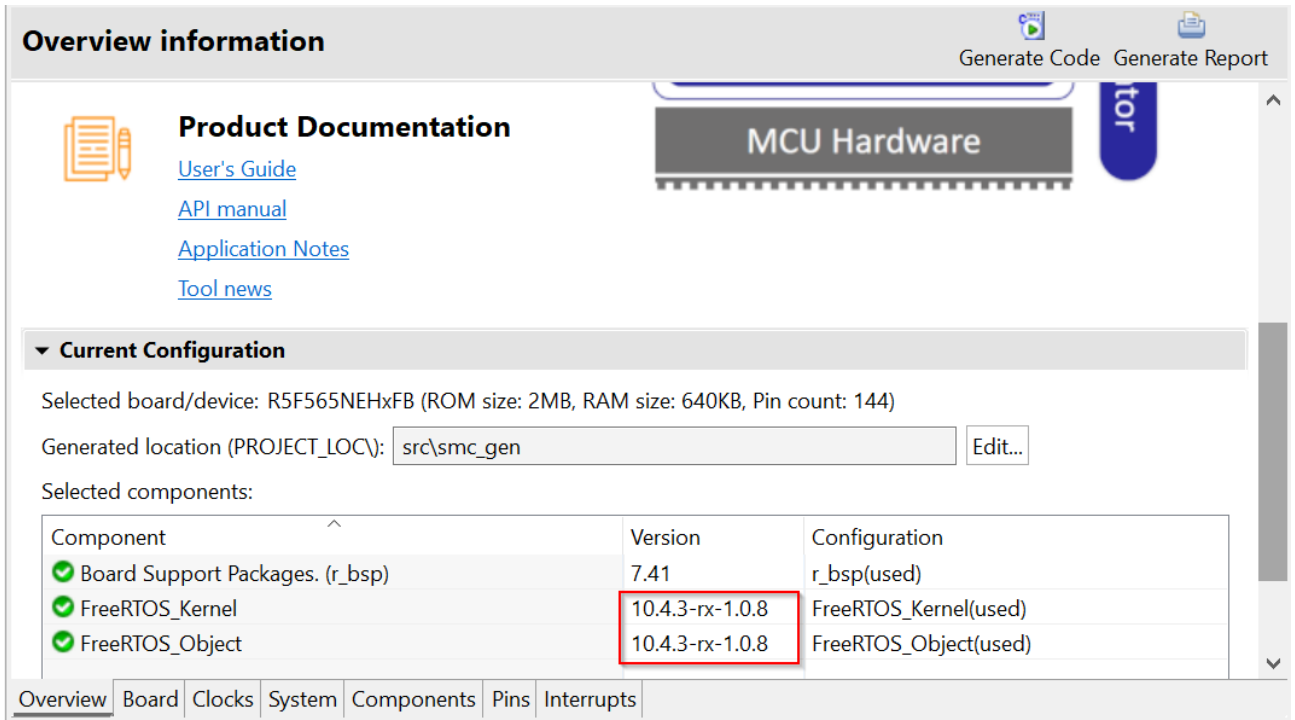 Overview information
Generate Code Generate Report
Product Documentation
User's Guide
API manual
Application Notes
Tool news
MCU Hardware
tor
Current Configuration
Selected board/device: R5F565NEHxFB (ROM size: 2MB, RAM size: 640KB, Pin count: 144)
Generated location (PROJECT_LOC\): src\smc_gen Edit...
Selected components:
Component Version Configuration
Board Support Packages. (r_bsp) 7.41 r_bsp(used)
FreeRTOS_Kernel 10.4.3-rx-1.0.8 FreeRTOS_Kernel(used)
FreeRTOS_Object 10.4.3-rx-1.0.8 FreeRTOS_Object(used)
Overview Board Clocks System Components Pins Interrupts